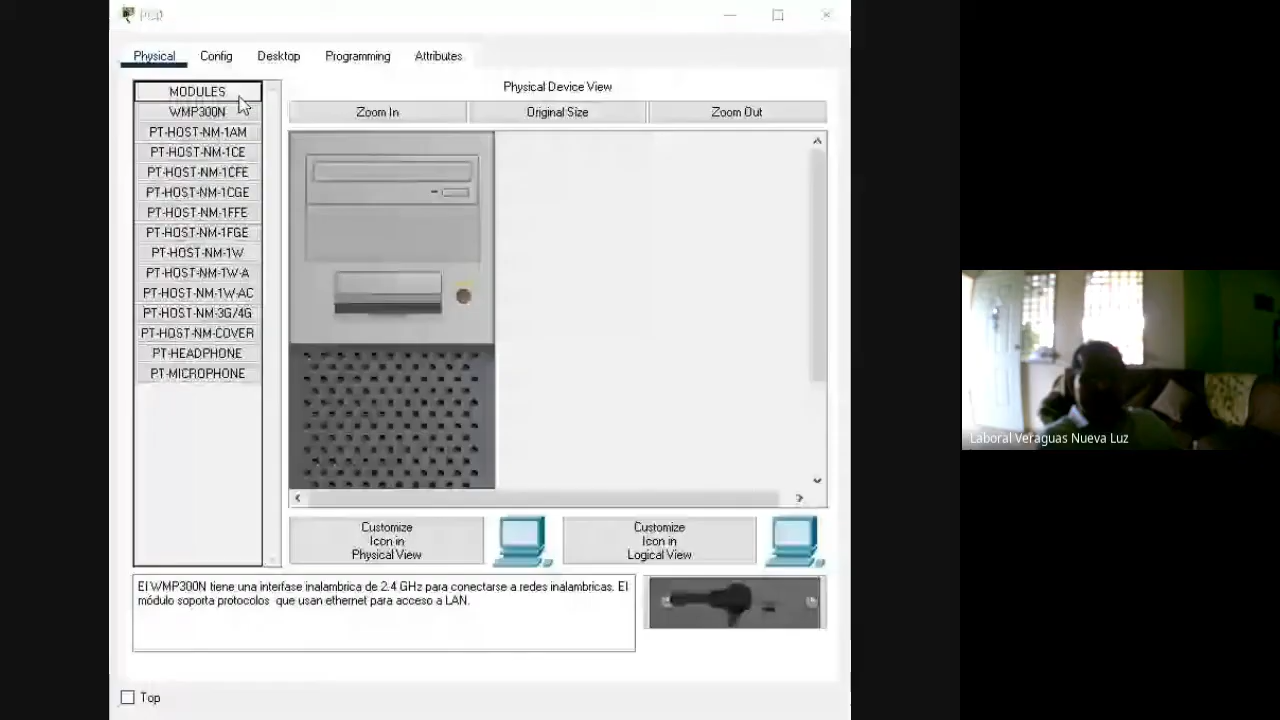 PC0
Physical
Config
Desktop
Programming
Attributes
MODULES
WMP300N
PT-HOST-NM-1AM
PT-HOST-NM-1CE
PT-HOST-NM-1CFE
PT-HOST-NM-1CGE
PT-HOST-NM-1FFE
PT-HOST-NM-1FGE
PT-HOST-NM-1W
PT-HOST-NM-1W-A
PT-HOST-NM-1W-AC
PT-HOST-NM-3G/4G
PT-HOST-NM-COVER
PT-HEADPHONE
PT-MICROPHONE
Physical Device View
Zoom In
Original Size
Zoom Out
Customize
Icon in
Physical View
Customize
Icon in
Logical View
El WMP300N tiene una interfase inalambrica de 2.4 GHz para conectarse a redes inalambricas. El
módulo soporta protocolos que usan ethernet para acceso a LAN.
Top
Laboral Veraguas Nueva Luz